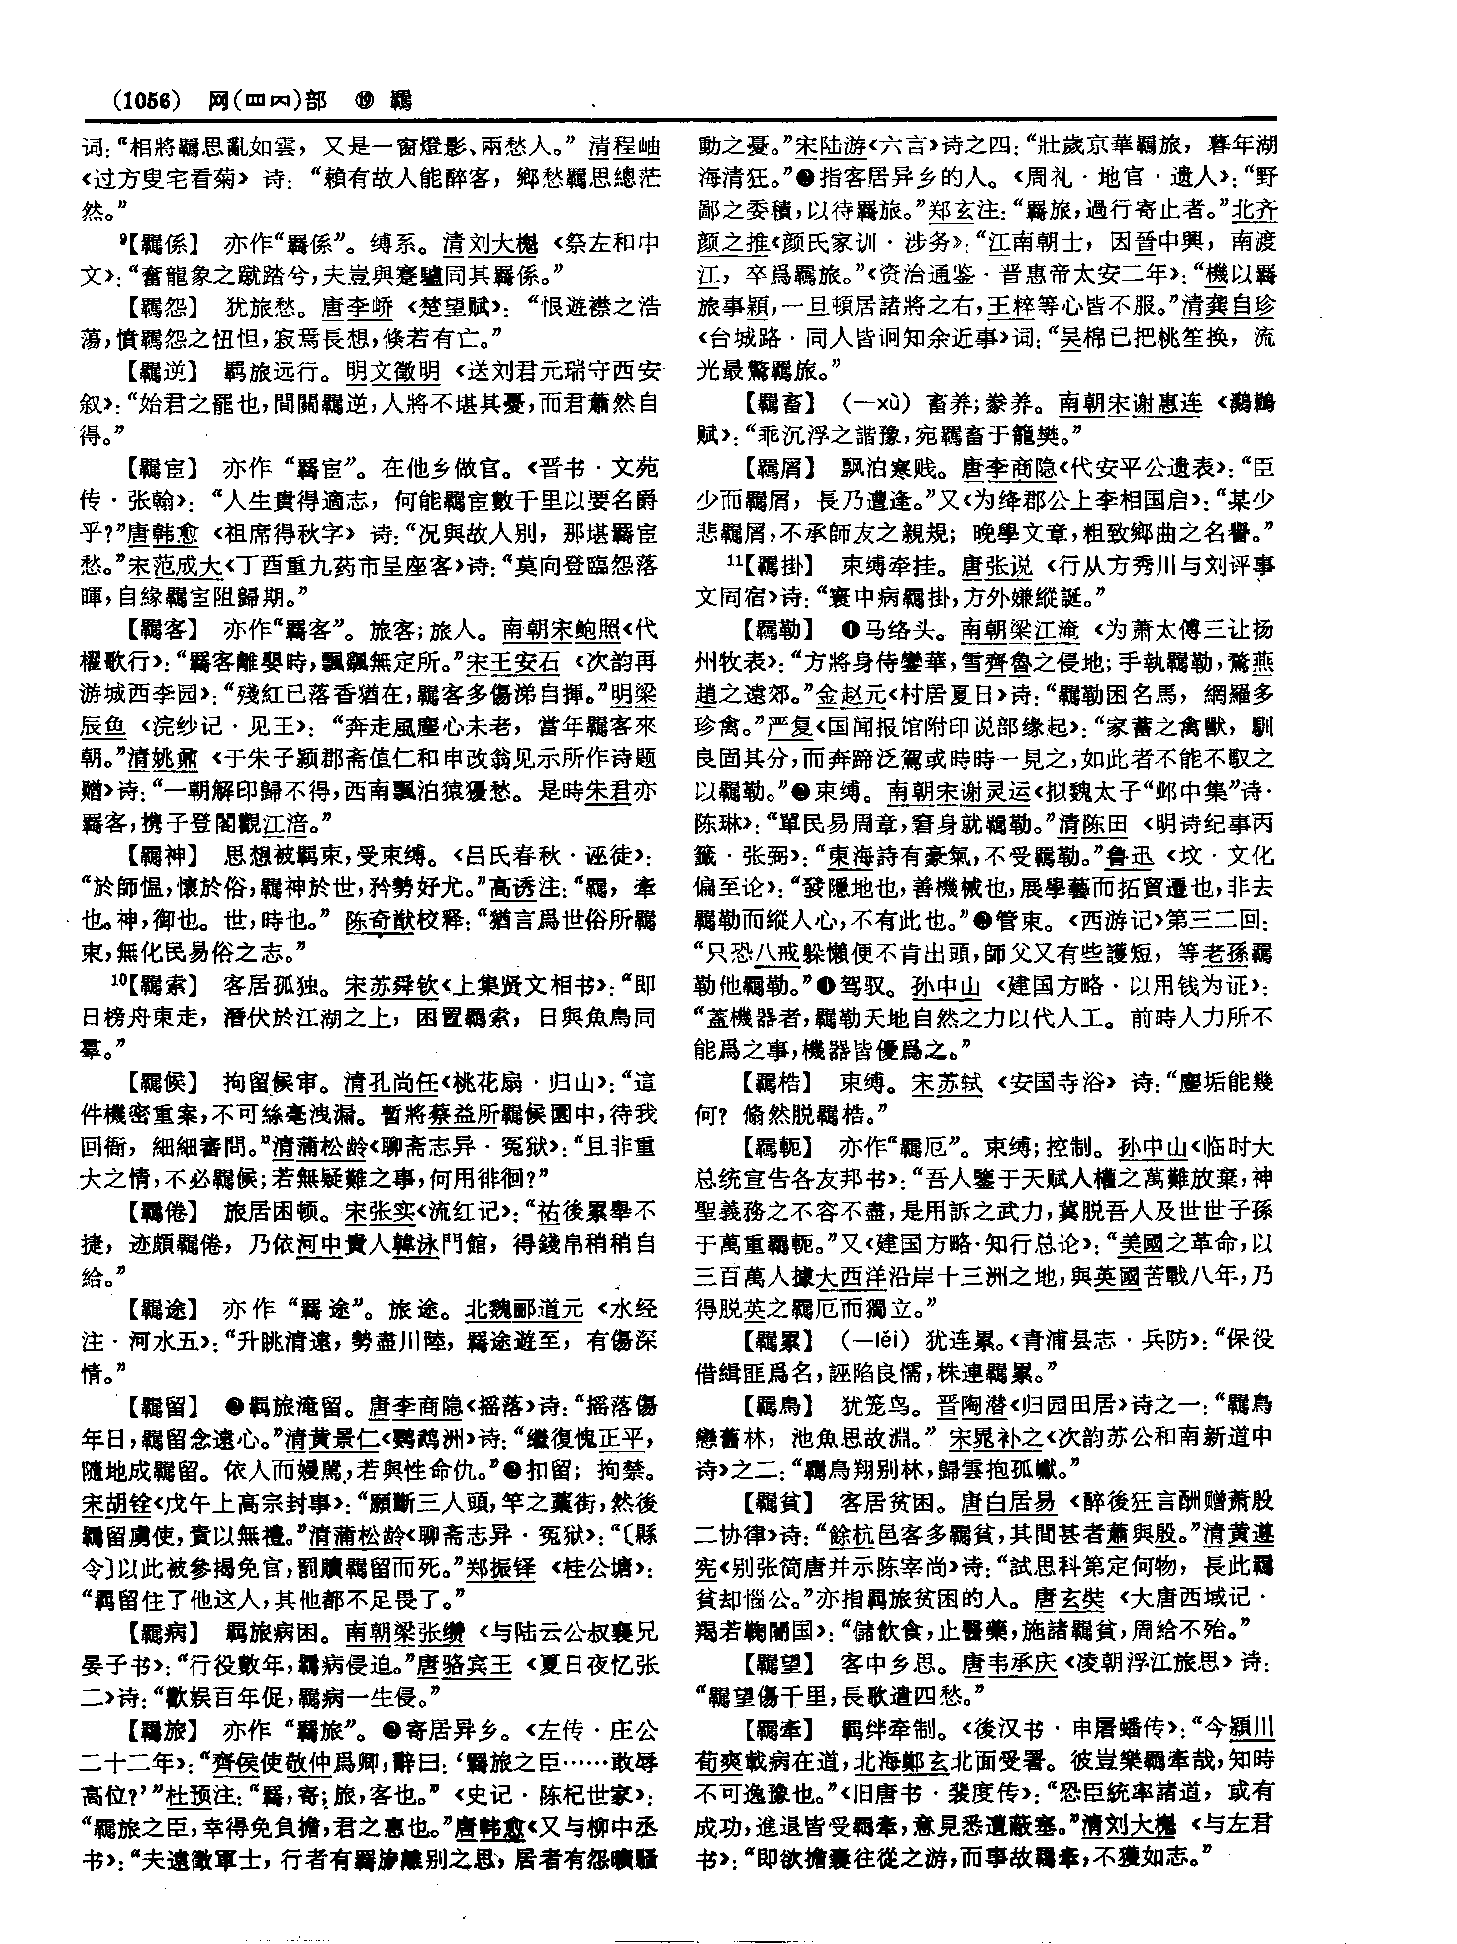 (1056) 网(罒𦉫)部 ⑲ 羈
词：“相將羈思亂如雲，又是一窗燈影、兩愁人。”清程岫
《过方叟宅看菊》诗：“賴有故人能醉客，鄉愁羈思總茫
然。”
9【羈係】 亦作“羇係”。缚系。清刘大櫆《祭左和中
文》：“奮龍象之蹴踏兮，夫豈與蹇驢同其羇係。”
【羈怨】 犹旅愁。唐李峤《楚望赋》：“恨遊襟之浩
蕩，憤羈怨之忸怛，寂焉長想，倏若有亡。”
【羈逆】 羁旅远行。明文徵明《送刘君元瑞守西安
叙》：“始君之罷也，間關羈逆，人將不堪其憂，而君蕭然自
得。”
【羈宦】 亦作“羇宦”。在他乡做官。《晋书·文苑
传·张翰》：“人生貴得適志，何能羈宦數千里以要名爵
乎？”唐韩愈《祖席得秋字》诗：“况與故人别，那堪羇宦
愁。”宋范成大《丁酉重九药市呈座客》诗：“莫向登臨怨落
暉，自緣羈宦阻歸期。”
【羈客】 亦作“羇客”。旅客；旅人。南朝宋鲍照《代
櫂歌行》：“羇客離嬰時，飄飄無定所。”宋王安石《次韵再
游城西李园》：“殘紅已落香猶在，羈客多傷涕自揮。”明梁
辰鱼《浣纱记·见王》：“奔走風塵心未老，當年羈客來
朝。”清姚鼐《于朱子颖郡斋值仁和申改翁见示所作诗题
赠》诗：“一朝解印歸不得，西南飄泊猿玃愁。是時朱君亦
羇客，携子登閣觀江涪。”
【羈神】 思想被羁束，受束缚。《吕氏春秋·诬徒》：
“於師愠，懷於俗，羈神於世，矜勢好尤。”高诱注：“羈，牽
也。神，御也。世，時也。”陈奇猷校释：“猶言爲世俗所羈
束，無化民易俗之志。”
10【羈索】 客居孤独。宋苏舜钦《上集贤文相书》：“即
日榜舟東走，潛伏於江湖之上，困置羈索，日與魚鳥同
羣。”
【羈候】 拘留候审。清孔尚任《桃花扇·归山》：“這
件機密重案，不可絲毫洩漏。暫將蔡益所羈候園中，待我
回衙，細細審問。”清蒲松龄《聊斋志异·冤狱》：“且非重
大之情，不必羈候；若無疑難之事，何用徘徊？”
【羈倦】 旅居困顿。宋张实《流红记》：“祐後累舉不
捷，迹頗羈倦，乃依河中貴人韓泳門館，得錢帛稍稍自
給。”
【羈途】 亦作“羇途”。旅途。北魏郦道元《水经
注·河水五》：“升眺清遠，勢盡川陸，羇途遊至，有傷深
情。”
【羈留】 ❶羁旅淹留。唐李商隐《摇落》诗：“摇落傷
年日，羈留念遠心。”清黄景仁《鹦鹉洲》诗：“繼復愧正平，
隨地成羈留。依人而嫚駡，若與性命仇。”❷扣留；拘禁。
宋胡铨《戊午上高宗封事》：“願斷三人頭，竿之藁街，然後
羈留虜使，責以無禮。”清蒲松龄《聊斋志异·冤狱》：“〔縣
令〕以此被參揭免官，罰贖羈留而死。”郑振铎《桂公塘》：
“羁留住了他这人，其他都不足畏了。”
【羈病】 羁旅病困。南朝梁张缵《与陆云公叔襄兄
晏子书》：“行役數年，羈病侵迫。”唐骆宾王《夏日夜忆张
二》诗：“歡娱百年促，羈病一生侵。”
【羈旅】 亦作“羇旅”。❶寄居异乡。《左传·庄公
二十二年》：“齊侯使敬仲爲卿，辭曰：‘羇旅之臣……敢辱
高位？’”杜预注：“羇，寄；旅，客也。”《史记·陈杞世家》：
“羈旅之臣，幸得免負擔，君之惠也。”唐韩愈《又与柳中丞
书》：“夫遠徵軍士，行者有羇旅離别之思，居者有怨曠騷
動之憂。”宋陆游《六言》诗之四：“壯歲京華羈旅，暮年湖
海清狂。”❷指客居异乡的人。《周礼·地官·遗人》：“野
鄙之委積，以待羈旅。”郑玄注：“羈旅，過行寄止者。”北齐
颜之推《颜氏家训·涉务》：“江南朝士，因晉中興，南渡
江，卒爲羈旅。”《资治通鉴·晋惠帝太安二年》：“機以羇
旅事穎，一旦頓居諸將之右，王粹等心皆不服。”清龚自珍
《台城路·同人皆诇知余近事》词：“吴棉已把桃笙换，流
光最驚羈旅。”
【羈畜】 （—xù）畜养；豢养。南朝宋谢惠连《鸂鶒
赋》：“乖沉浮之諧豫，宛羈畜于籠樊。”
【羈屑】 飘泊寒贱。唐李商隐《代安平公遗表》：“臣
少而羈屑，長乃遭逢。”又《为绛郡公上李相国启》：“某少
悲羈屑，不承師友之親規；晚學文章，粗致鄉曲之名譽。”
11【羈掛】 束缚牵挂。唐张说《行从方秀川与刘评事
文同宿》诗：“寰中病羈掛，方外嫌縱誕。”
【羈勒】 ❶马络头。南朝梁江淹《为萧太傅三让扬
州牧表》：“方將身侍鑾華，雪齊魯之侵地；手執羈勒，騖燕
趙之遠郊。”金赵元《村居夏日》诗：“羈勒困名馬，網羅多
珍禽。”严复《国闻报馆附印说部缘起》：“家蓄之禽獸，馴
良固其分，而奔蹄泛駕或時時一見之，如此者不能不馭之
以羈勒。”❷束缚。南朝宋谢灵运《拟魏太子“邺中集”诗·
陈琳》：“單民易周章，窘身就羈勒。”清陈田《明诗纪事丙
籤·张弼》：“東海詩有豪氣，不受羈勒。”鲁迅《坟·文化
偏至论》：“發隱地也，善機械也，展學藝而拓貿遷也，非去
羈勒而縱人心，不有此也。”❸管束。《西游记》第三二回：
“只恐八戒躲懶便不肯出頭，師父又有些護短，等老孫羈
勒他羈勒。”❹驾驭。孙中山《建国方略·以用钱为证》：
“蓋機器者，羈勒天地自然之力以代人工。前時人力所不
能爲之事，機器皆優爲之。”
【羈梏】 束缚。宋苏轼《安国寺浴》诗：“塵垢能幾
何？翛然脱羈梏。”
【羈軛】 亦作“羈厄”。束缚；控制。孙中山《临时大
总统宣告各友邦书》：“吾人鑒于天赋人權之萬難放棄，神
聖義務之不容不盡，是用訴之武力，冀脱吾人及世世子孫
于萬重羈軛。”又《建国方略·知行总论》：“美國之革命，以
三百萬人據大西洋沿岸十三洲之地，與英國苦戰八年，乃
得脱英之羈厄而獨立。”
【羈累】 （—lěi）犹连累。《青浦县志·兵防》：“保役
借緝匪爲名，誣陷良懦，株連羈累。”
【羈鳥】 犹笼鸟。晋陶潜《归园田居》诗之一：“羈鳥
戀舊林，池魚思故淵。”宋晁补之《次韵苏公和南新道中
诗》之二：“羈鳥翔别林，歸雲抱孤巘。”
【羈貧】 客居贫困。唐白居易《醉後狂言酬赠萧殷
二协律》诗：“餘杭邑客多羈貧，其間甚者蕭與殷。”清黄遵
宪《别张简唐并示陈宰尚》诗：“試思科第定何物，長此羈
貧却惱公。”亦指羁旅贫困的人。唐玄奘《大唐西域记·
羯若鞠闍国》：“儲飲食，止醫藥，施諸羈貧，周給不殆。”
【羈望】 客中乡思。唐韦承庆《凌朝浮江旅思》诗：
“羈望傷千里，長歌遣四愁。”
【羈牽】 羁绊牵制。《後汉书·申屠蟠传》：“今潁川
荀爽載病在道，北海鄭玄北面受署。彼豈樂羈牽哉，知時
不可逸豫也。”《旧唐书·裴度传》：“恐臣統率諸道，或有
成功，進退皆受羈牽，意見悉遭蔽塞。”清刘大櫆《与左君
书》：“即欲擔囊往從之游，而事故羈牽，不獲如志。”